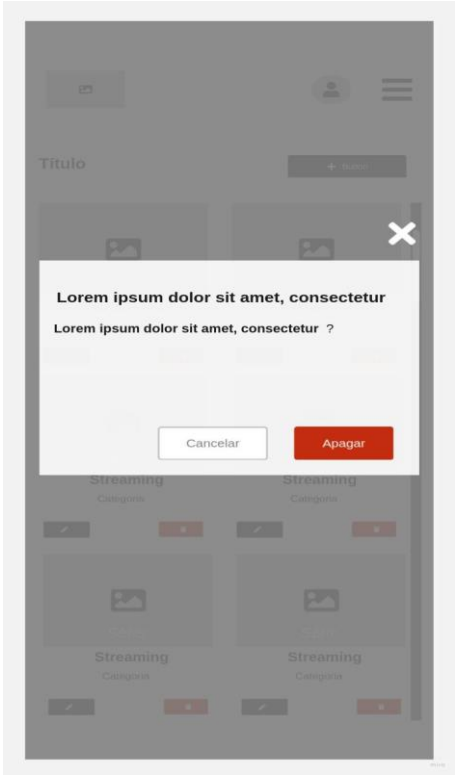 Título
Lorem ipsum dolor sit amet, consectetur
Lorem ipsum dolor sit amet, consectetur ?
Cancelar
Apagar
Streaming
Streaming
Categoria
Categoria
Streaming
Streaming
Categoria
Categoria